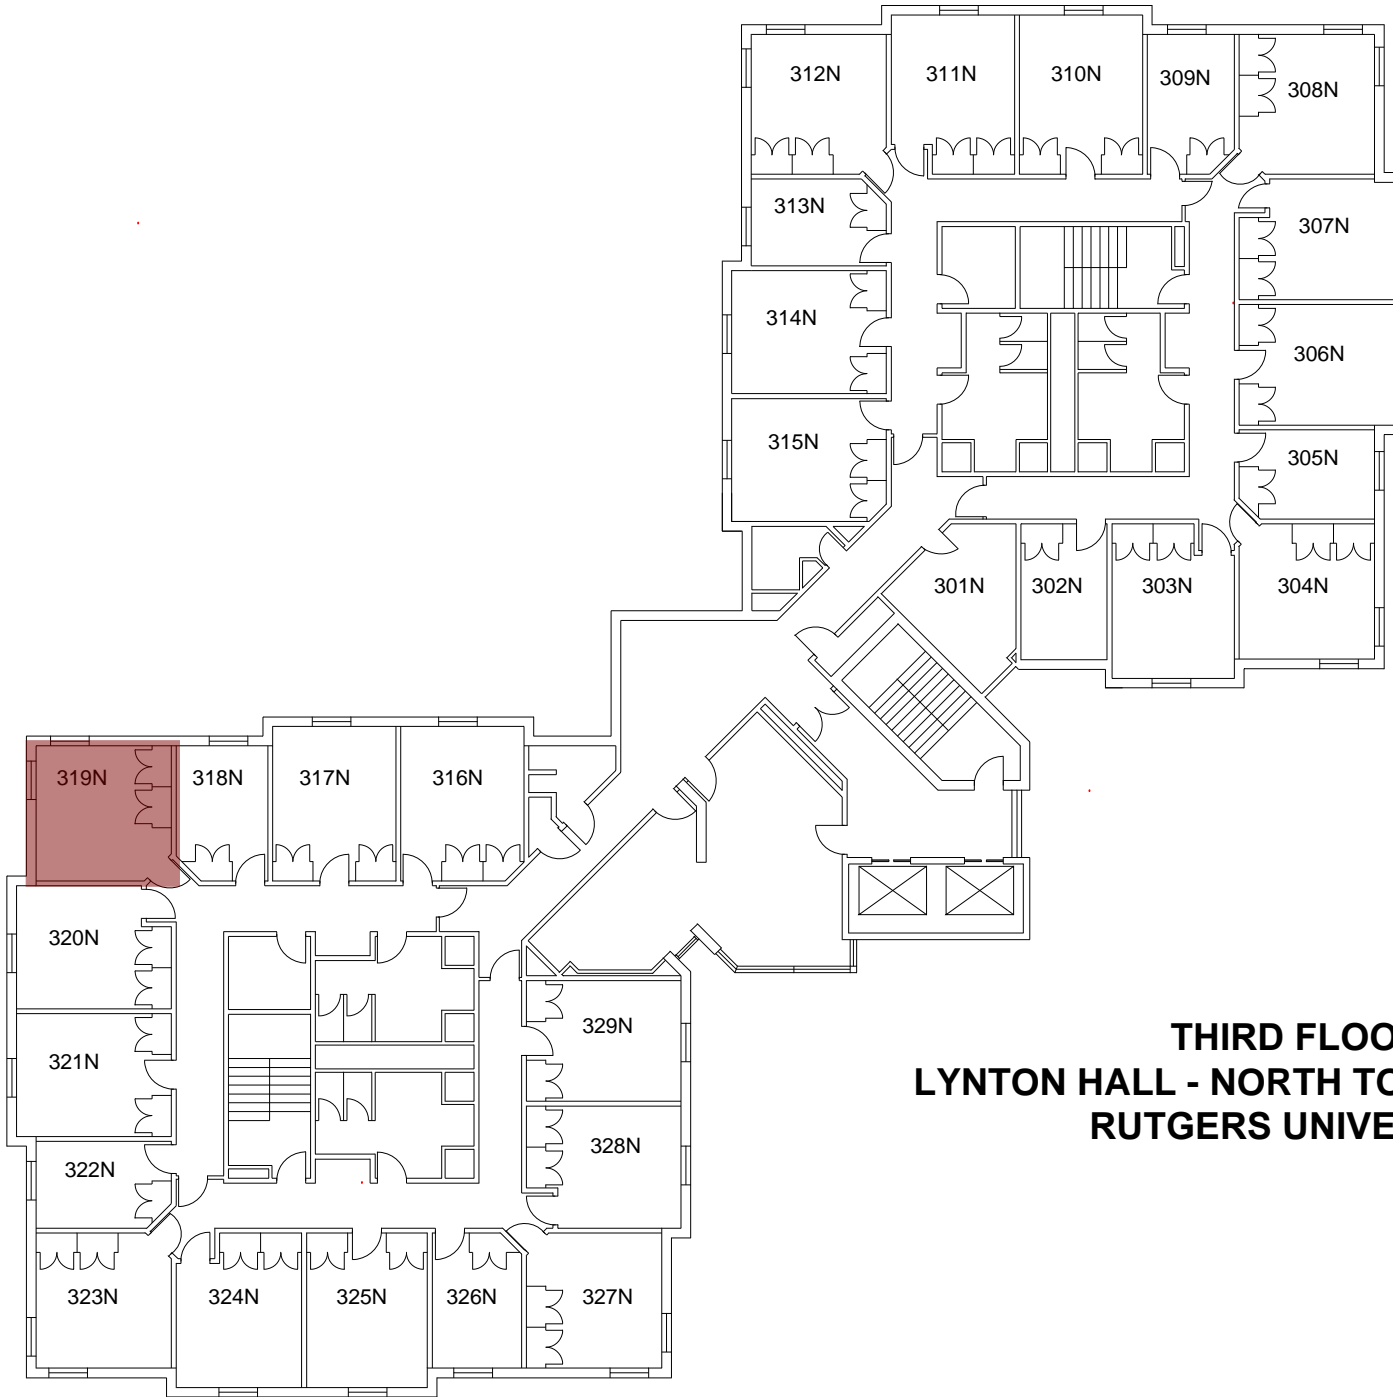 312N
311N
310N
309N
308N
313N
307N
314N
306N
315N
305N
301N
302N
303N
304N
319N
318N
317N
316N
320N
329N
321N
328N
322N
323N
324N
325N
326N
327N
THIRD FLOO
LYNTON HALL - NORTH TO
RUTGERS UNIVE